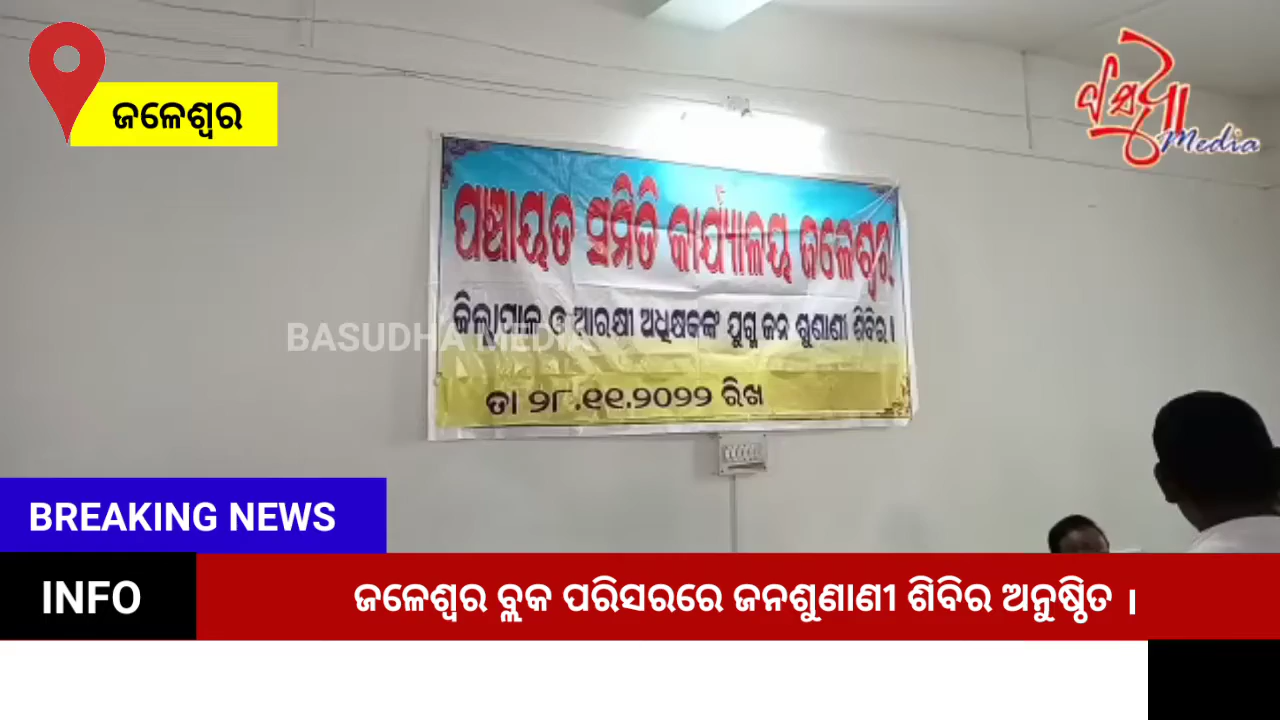 ଜଳେଶ୍ୱର
ବସୁଧା
Media
ପଞ୍ଚାୟତ ସମିତି କାର୍ଯ୍ୟାଳୟ ଜଳେଶ୍ୱର,
ଜିଲ୍ଲାପାଳ ଓ ଆରକ୍ଷୀ ଅଧିକ୍ଷକଙ୍କ ଯୁଗ୍ମ ଜନ ଶୁଣାଣୀ ଶିବିର ।
BASUDHA MEDIA
ତା ୨୮.୧୧.୨୦୨୨ ରିଖ
BREAKING NEWS
INFO
ଜଳେଶ୍ୱର ବ୍ଲକ ପରିସରରେ ଜନଶୁଣାଣୀ ଶିବିର ଅନୁଷ୍ଠିତ ।